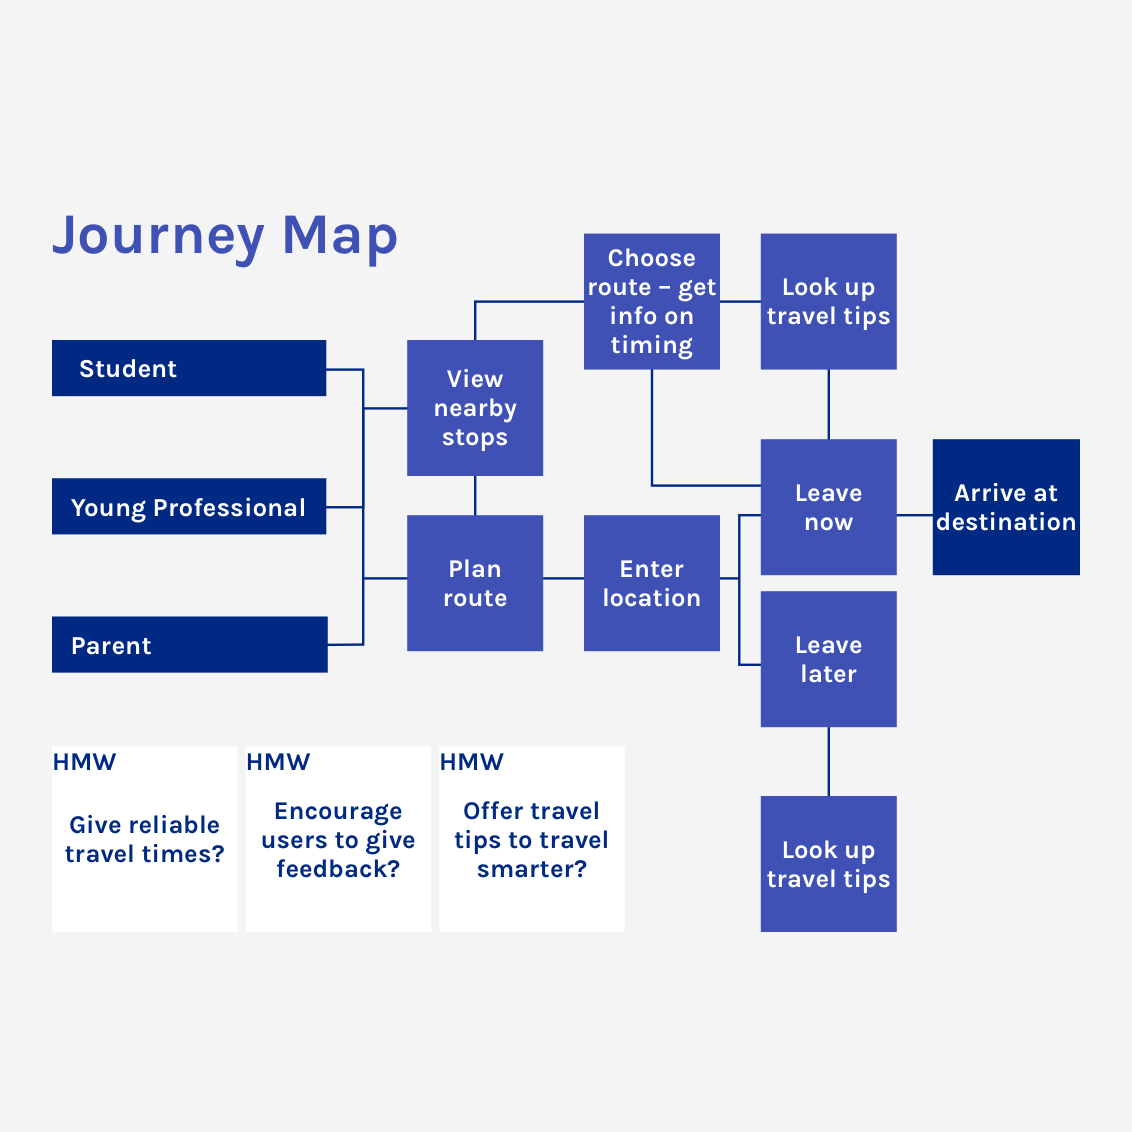 Journey Map
Choose
route – get
info on
timing
Look up
travel tips
Student
View
nearby
stops
Young Professional
Leave
now
Arrive at
destination
Plan
route
Enter
location
Parent
Leave
later
HMW
Give reliable
travel times?
HMW
Encourage
users to give
feedback?
HMW
Offer travel
tips to travel
smarter?
Look up
travel tips